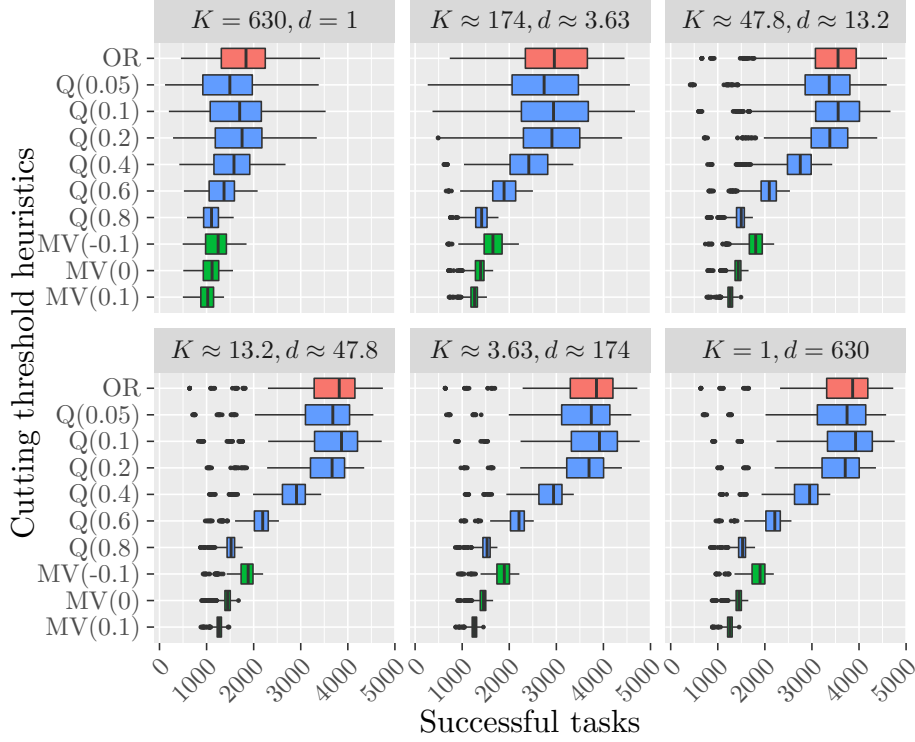 K = 630, d = 1
K ≈ 174, d ≈ 3.63
K ≈ 47.8, d ≈ 13.2
OR
Q(0.05)
Q(0.1)
Q(0.2)
Q(0.4)
Q(0.6)
Q(0.8)
MV(-0.1)
MV(0)
MV(0.1)
Cutting threshold heuristics
K ≈ 13.2, d ≈ 47.8
K ≈ 3.63, d ≈ 174
K = 1, d = 630
OR
Q(0.05)
Q(0.1)
Q(0.2)
Q(0.4)
Q(0.6)
Q(0.8)
MV(-0.1)
MV(0)
MV(0.1)
0 1000 2000 3000 4000 5000
0 1000 2000 3000 4000 5000
0 1000 2000 3000 4000 5000
Successful tasks